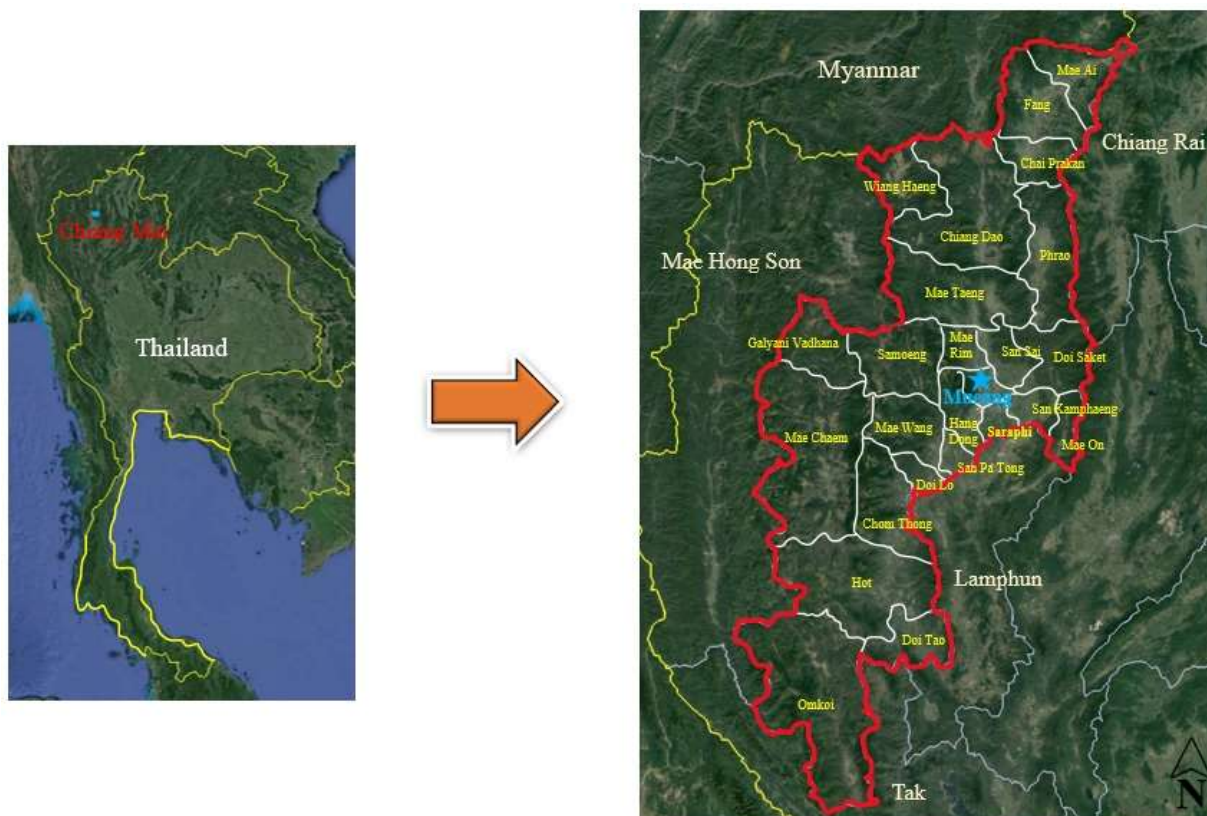 Chiang Mai
Thailand
Myanmar
Mae Ai
Fang
Chiang Rai
Chai Prakan
Wiang Haeng
Chiang Dao
Phrao
Mae Hong Son
Mae Taeng
Galyani Vadhana
Samoeng
Mae
Rim
San Sai
Doi Saket
Mueang
San Kamphaeng
Mae Chaem
Mae Wang
Hang
Dong
Saraphi
Mae On
San Pa Tong
Doi Lo
Chom Thong
Hot
Lamphun
Doi Tao
Omkoi
Tak
N